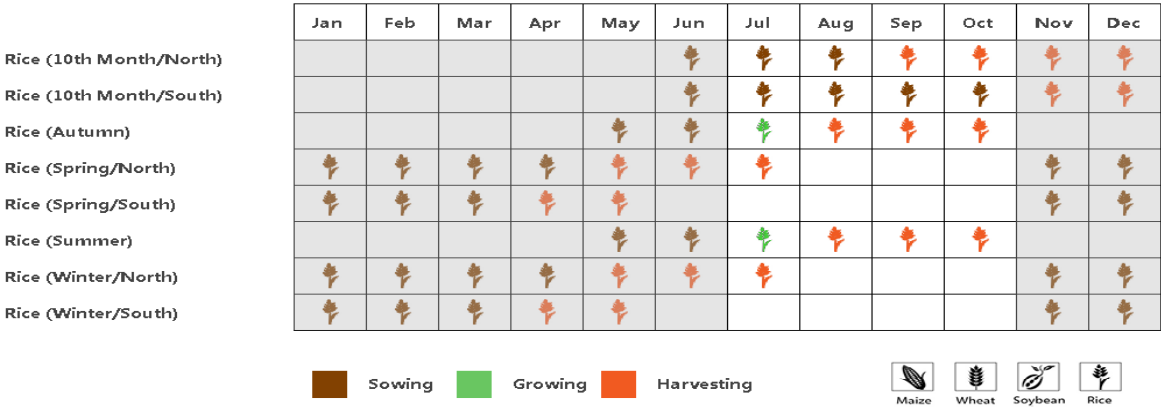 Jan Feb Mar Apr May Jun Jul Aug Sep Oct Nov Dec
Rice (10th Month/North)
Rice (10th Month/South)
Rice (Autumn)
Rice (Spring/North)
Rice (Spring/South)
Rice (Summer)
Rice (Winter/North)
Rice (Winter/South)
Sowing Growing Harvesting
Maize Wheat Soybean Rice